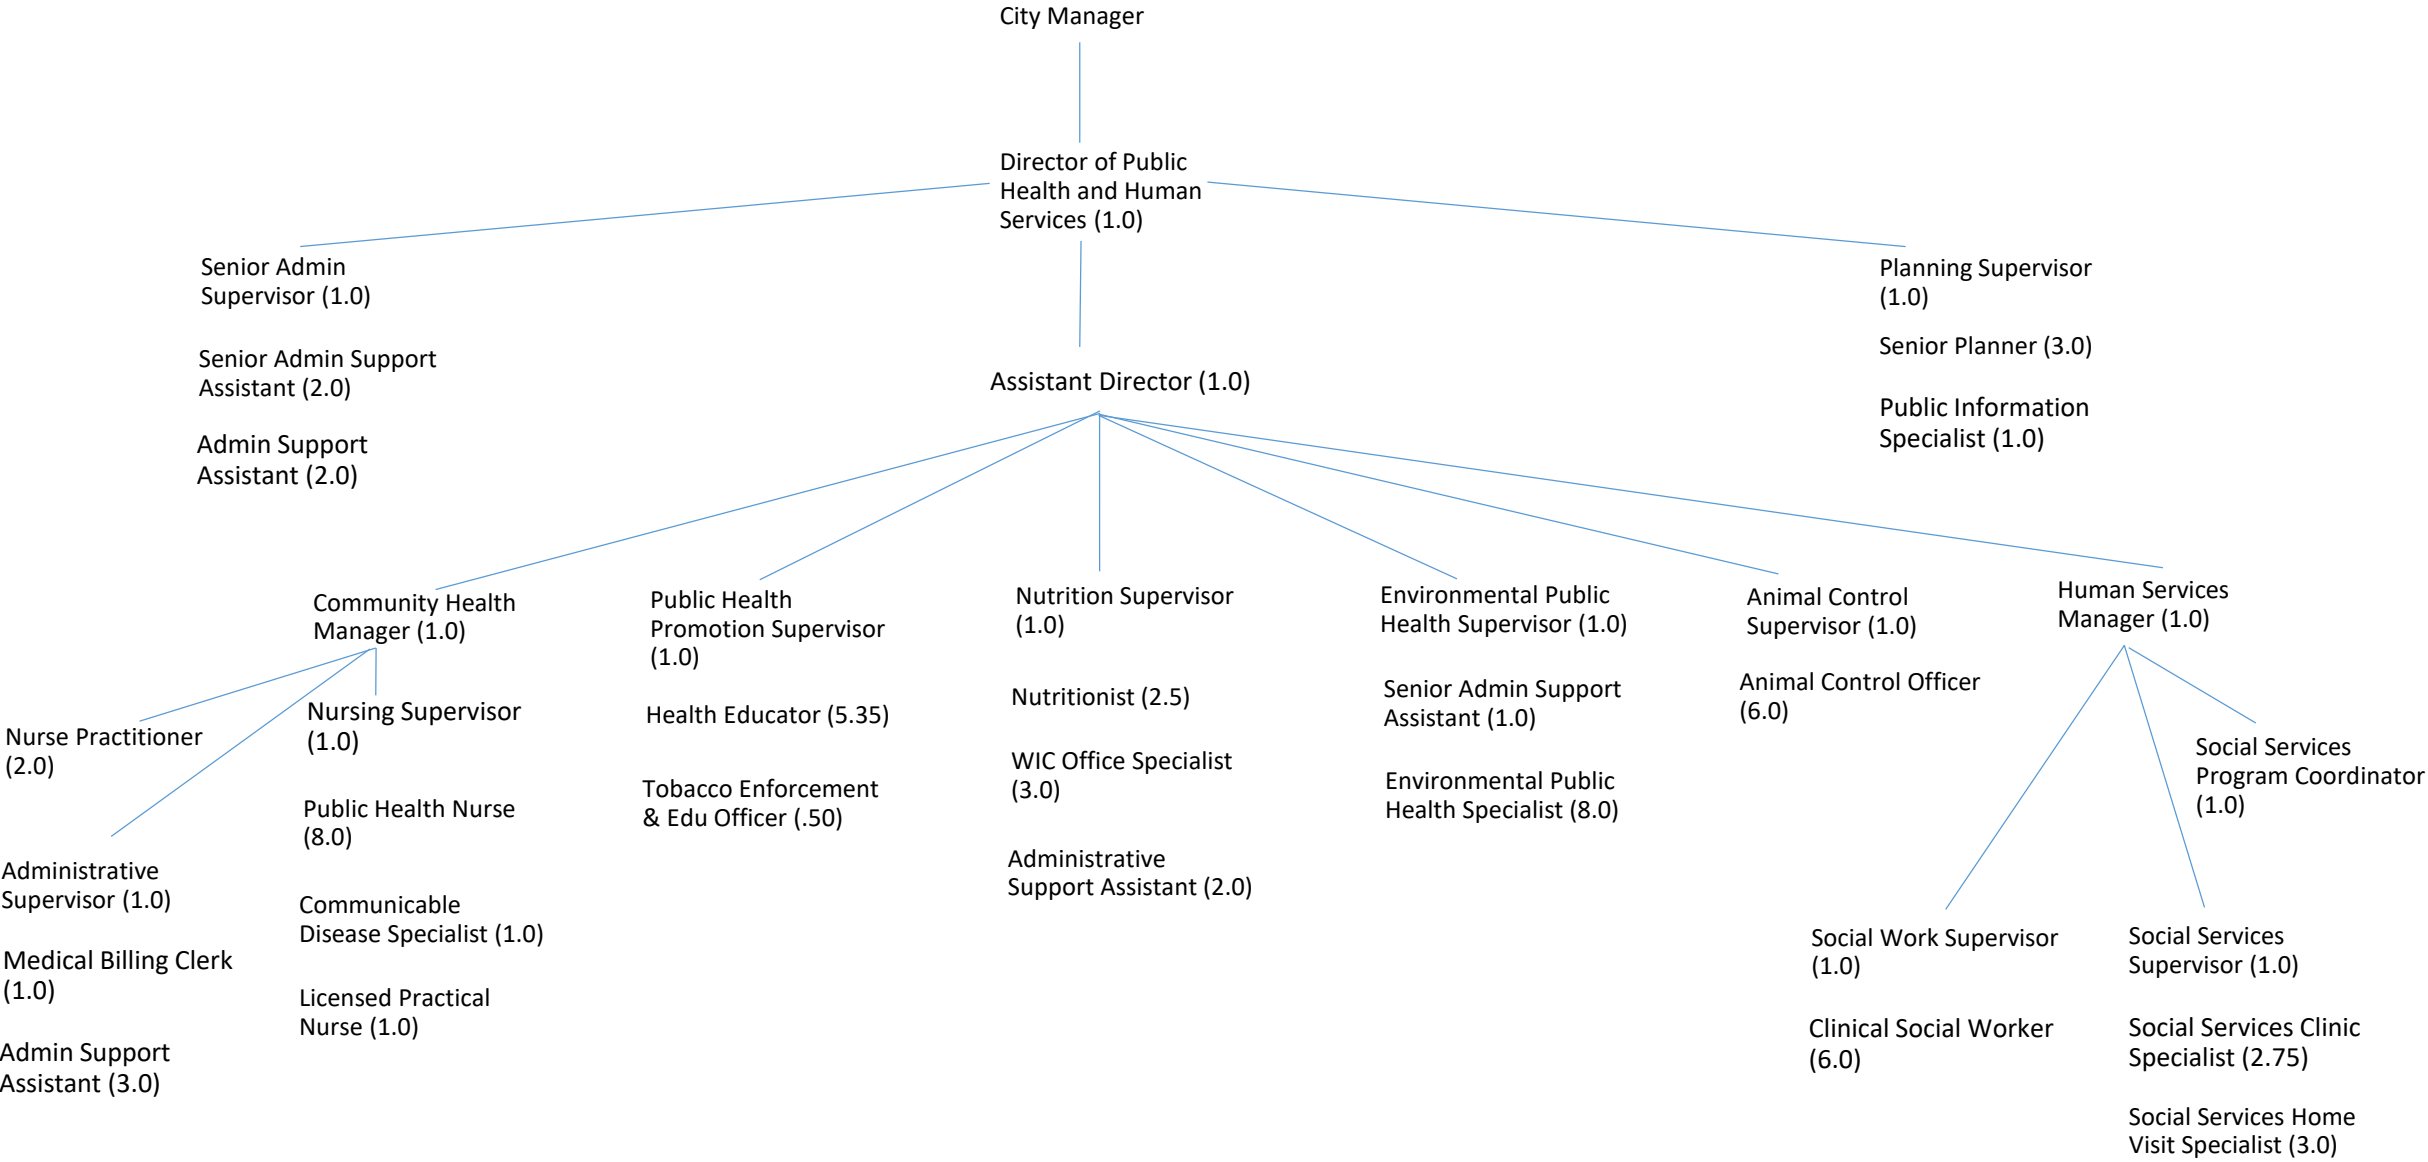 City Manager
Director of Public
Health and Human
Services (1.0)
Senior Admin
Supervisor (1.0)
Senior Admin Support
Assistant (2.0)
Admin Support
Assistant (2.0)
Assistant Director (1.0)
Planning Supervisor
(1.0)
Senior Planner (3.0)
Public Information
Specialist (1.0)
Community Health
Manager (1.0)
Nurse Practitioner
(2.0)
Administrative
Supervisor (1.0)
Medical Billing Clerk
(1.0)
Admin Support
Assistant (3.0)
Nursing Supervisor
(1.0)
Public Health Nurse
(8.0)
Communicable
Disease Specialist (1.0)
Licensed Practical
Nurse (1.0)
Public Health
Promotion Supervisor
(1.0)
Health Educator (5.35)
Tobacco Enforcement
& Edu Officer (.50)
Nutrition Supervisor
(1.0)
Nutritionist (2.5)
WIC Office Specialist
(3.0)
Administrative
Support Assistant (2.0)
Environmental Public
Health Supervisor (1.0)
Senior Admin Support
Assistant (1.0)
Environmental Public
Health Specialist (8.0)
Animal Control
Supervisor (1.0)
Animal Control Officer
(6.0)
Human Services
Manager (1.0)
Social Work Supervisor
(1.0)
Clinical Social Worker
(6.0)
Social Services
Supervisor (1.0)
Social Services Clinic
Specialist (2.75)
Social Services Home
Visit Specialist (3.0)
Social Services
Program Coordinator
(1.0)